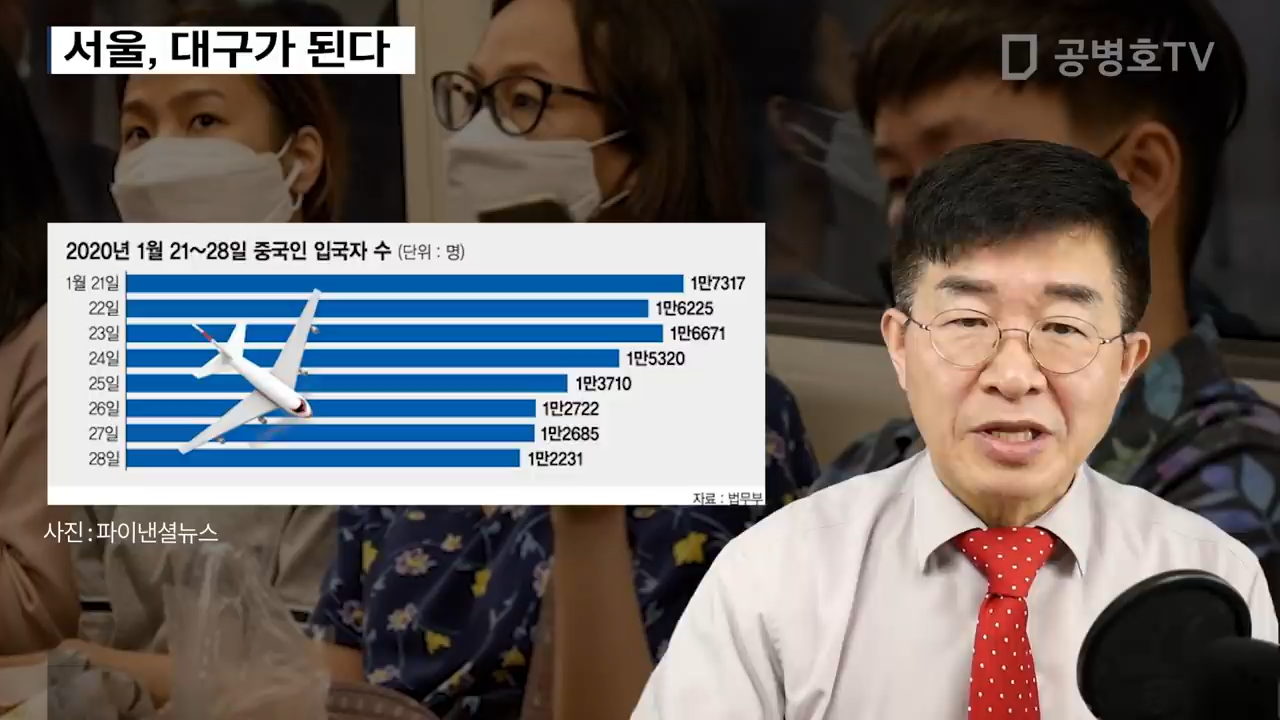 서울, 대구가 된다
공병호TV
2020년 1월 21~28일 중국인 입국자 수 (단위 : 명)
1월 21일 1만7317
22일 1만6225
23일 1만6671
24일 1만5320
25일 1만3710
26일 1만2722
27일 1만2685
28일 1만2231
자료 : 법무부
사진 : 파이낸셜뉴스